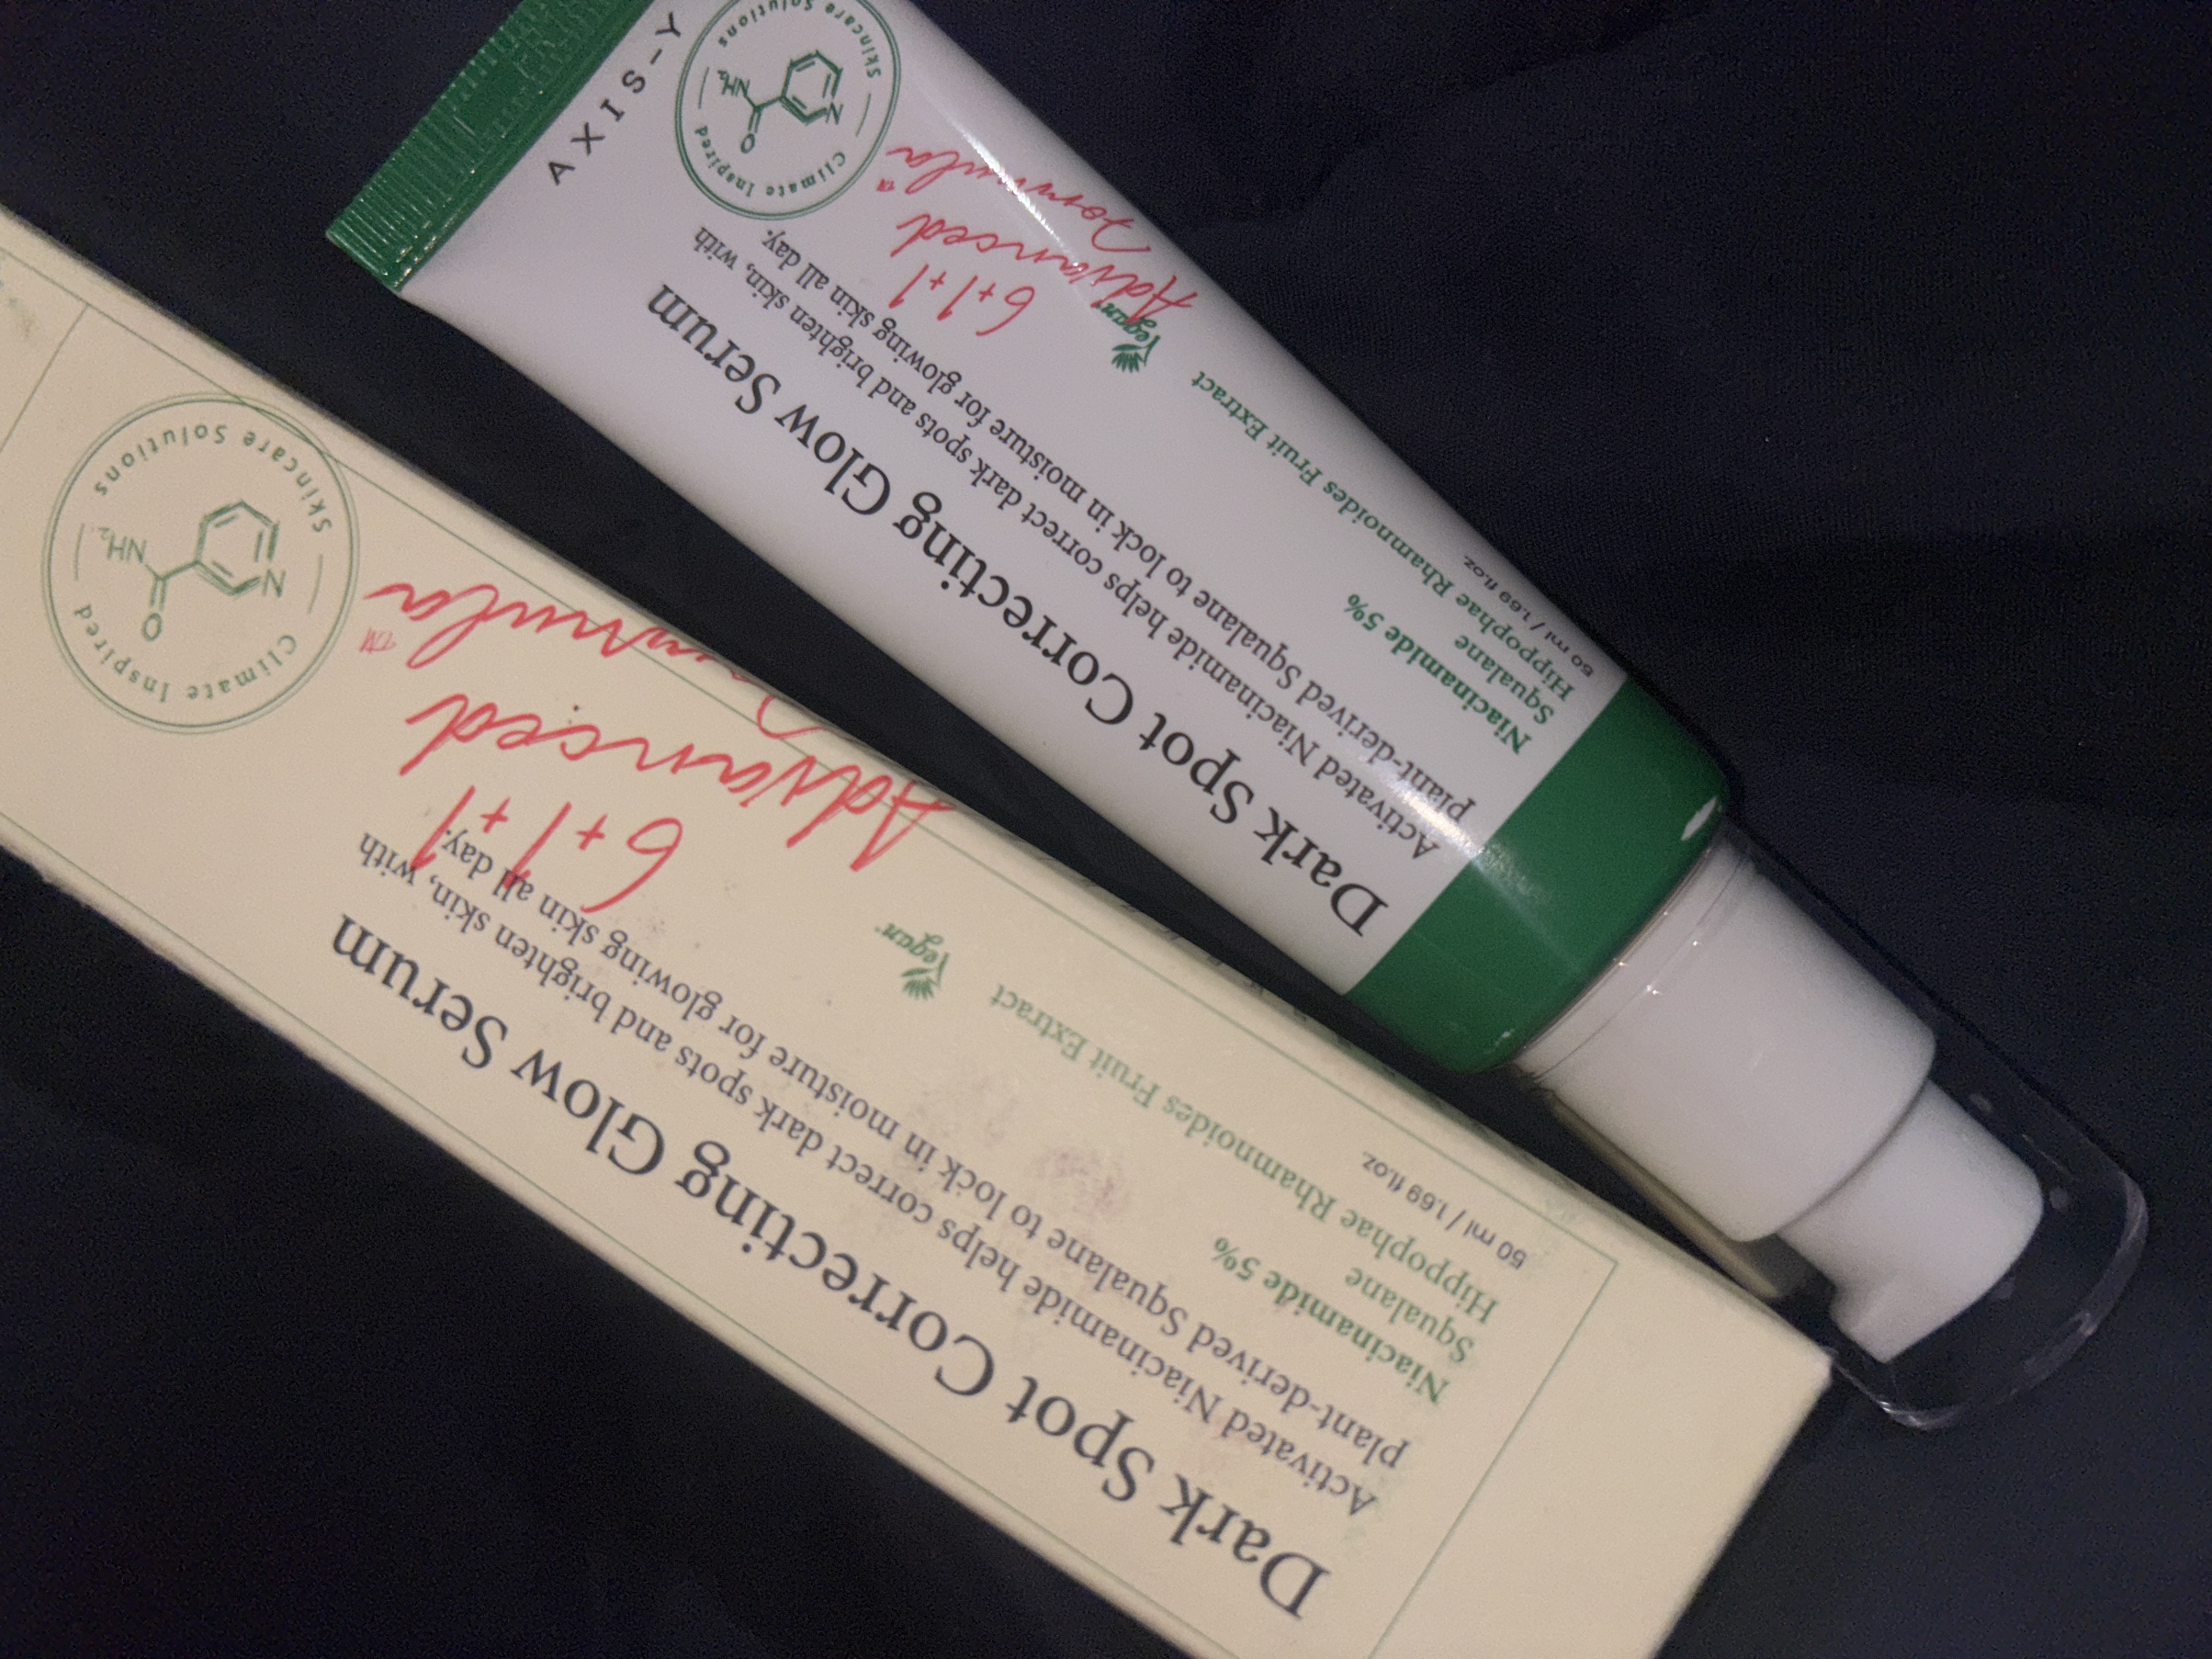 AXIS-Y
Climate Inspired
Skincare Solutions
O
NH₂
N
6+1+1
Advanced
Formula™
Dark Spot Correcting Glow Serum
Activated Niacinamide helps correct dark spots and brighten skin, with
plant-derived Squalane to lock in moisture for glowing skin all day.
Niacinamide 5%
Squalane
Hippophae Rhamnoides Fruit Extract
Vegan
50 ml / 1.69 fl.oz.
Climate Inspired
Skincare Solutions
O
NH₂
N
6+1+1
Advanced
Formula™
Dark Spot Correcting Glow Serum
Activated Niacinamide helps correct dark spots and brighten skin, with
plant-derived Squalane to lock in moisture for glowing skin all day.
Niacinamide 5%
Squalane
Hippophae Rhamnoides Fruit Extract
Vegan
50 ml / 1.69 fl.oz.